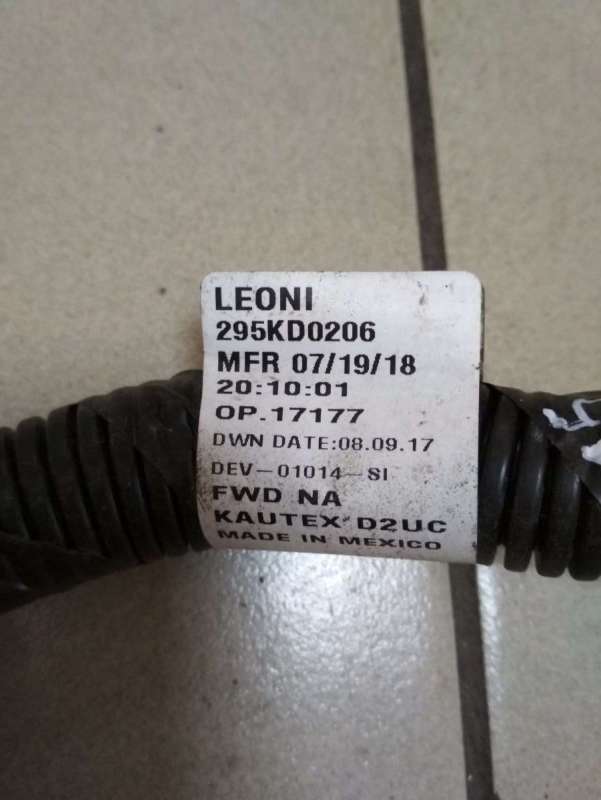 LEONI
295KD0206
MFR 07/19/18
20:10:01
OP.17177
DWN DATE:08.09.17
DEV-01014-SI
FWD NA
KAUTEX D2UC
MADE IN MEXICO